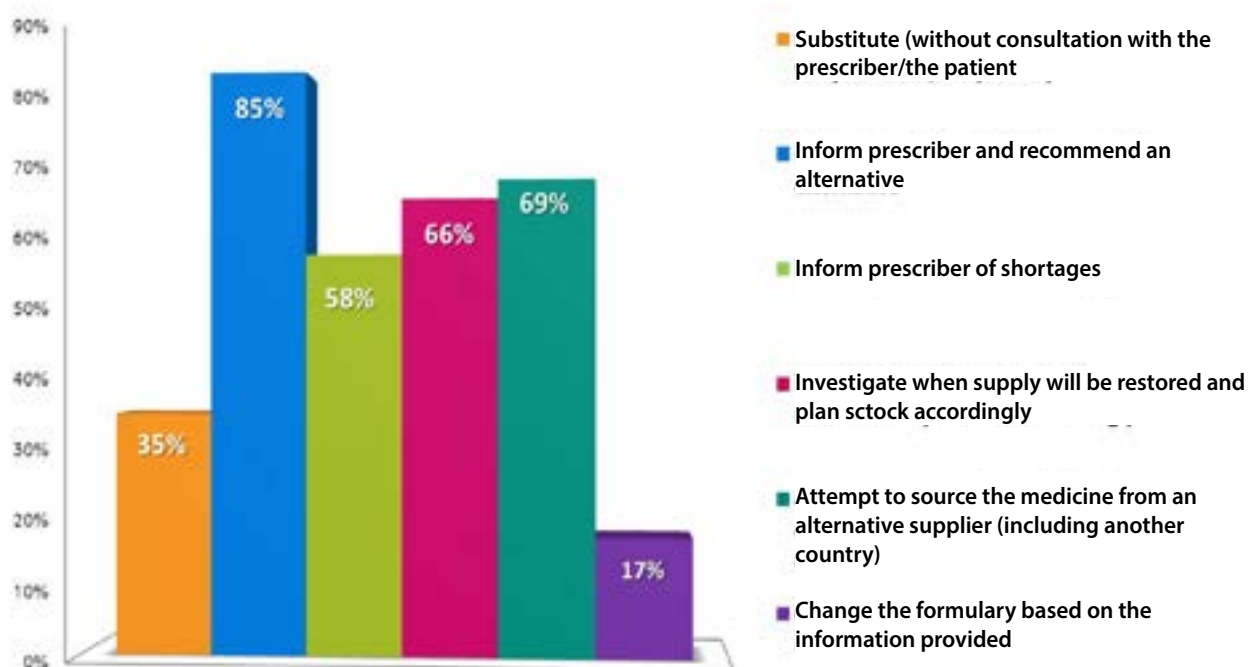 90%
80%
70%
60%
50%
40%
30%
20%
10%
0%
35%
85%
58%
66%
69%
17%
Substitute (without consultation with the
prescriber/the patient
Inform prescriber and recommend an
alternative
Inform prescriber of shortages
Investigate when supply will be restored and
plan sctock accordingly
Attempt to source the medicine from an
alternative supplier (including another
country)
Change the formulary based on the
information provided